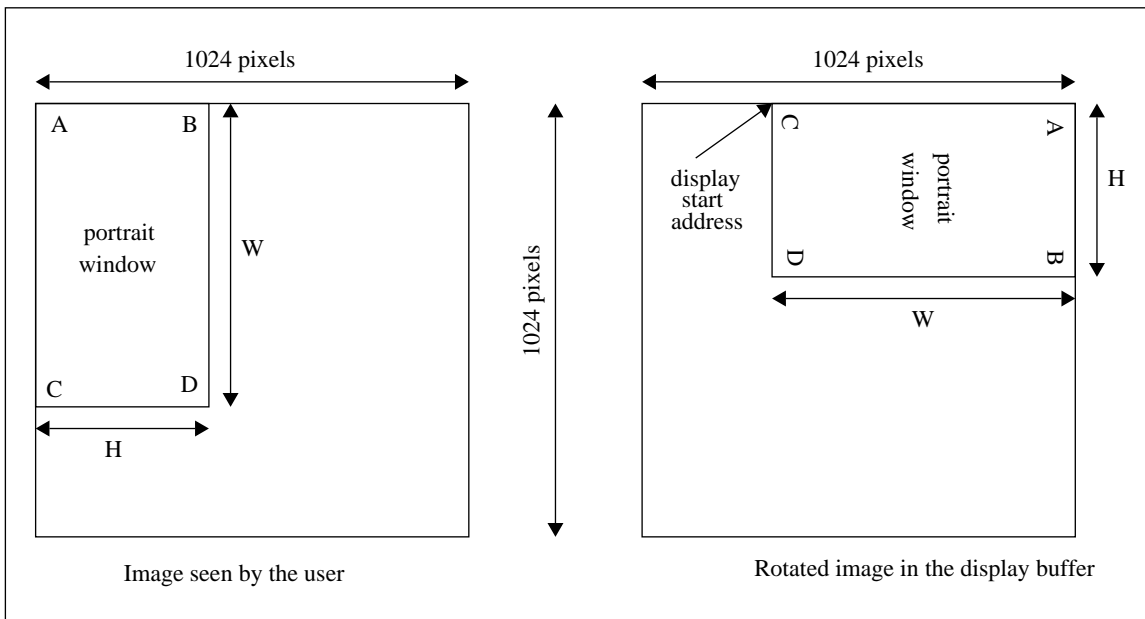 1024 pixels
A
B
portrait
window
W
C
D
H
Image seen by the user
1024 pixels
1024 pixels
C
A
display
start
address
portrait
window
H
D
B
W
Rotated image in the display buffer